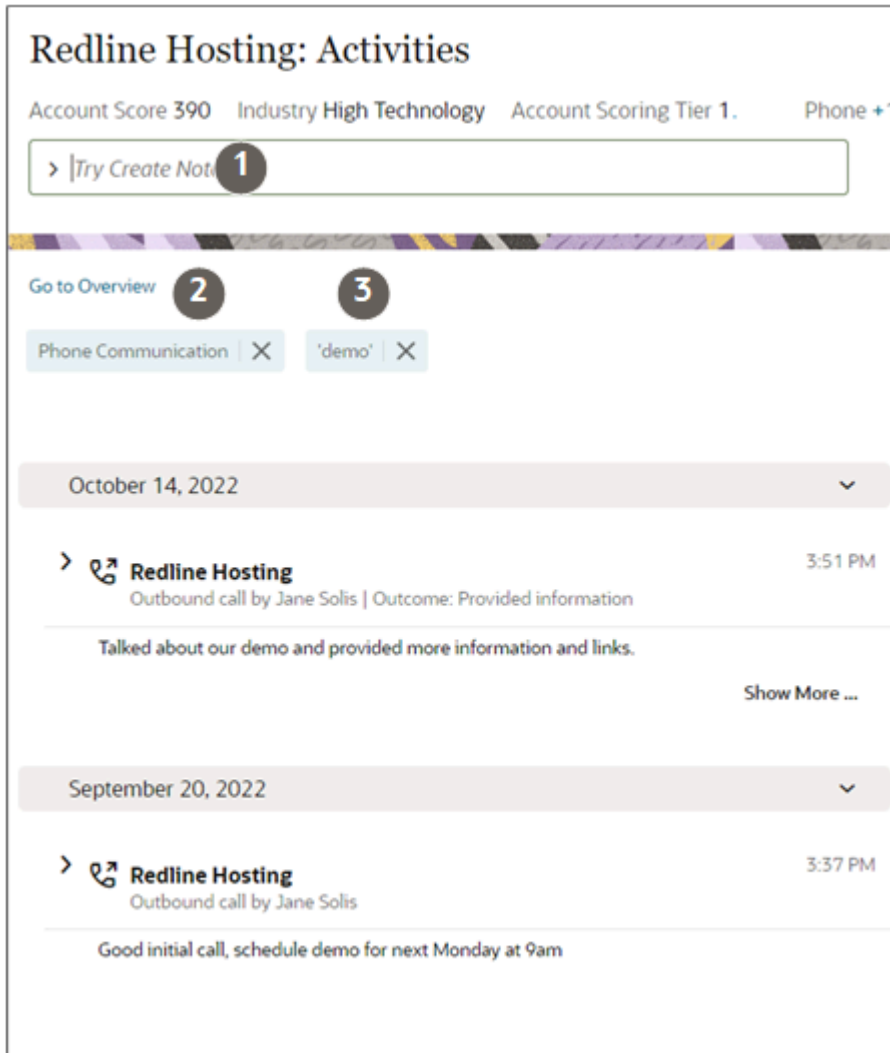 Redline Hosting: Activities
Account Score 390 Industry High Technology Account Scoring Tier 1. Phone +
> Try Create 1
Go to Overview 2 3
Phone Communication X 'demo' X
October 14, 2022
Redline Hosting 3:51 PM
Outbound call by Jane Solis | Outcome: Provided information
Talked about our demo and provided more information and links.
Show More ...
September 20, 2022
Redline Hosting 3:37 PM
Outbound call by Jane Solis
Good initial call, schedule demo for next Monday at 9am